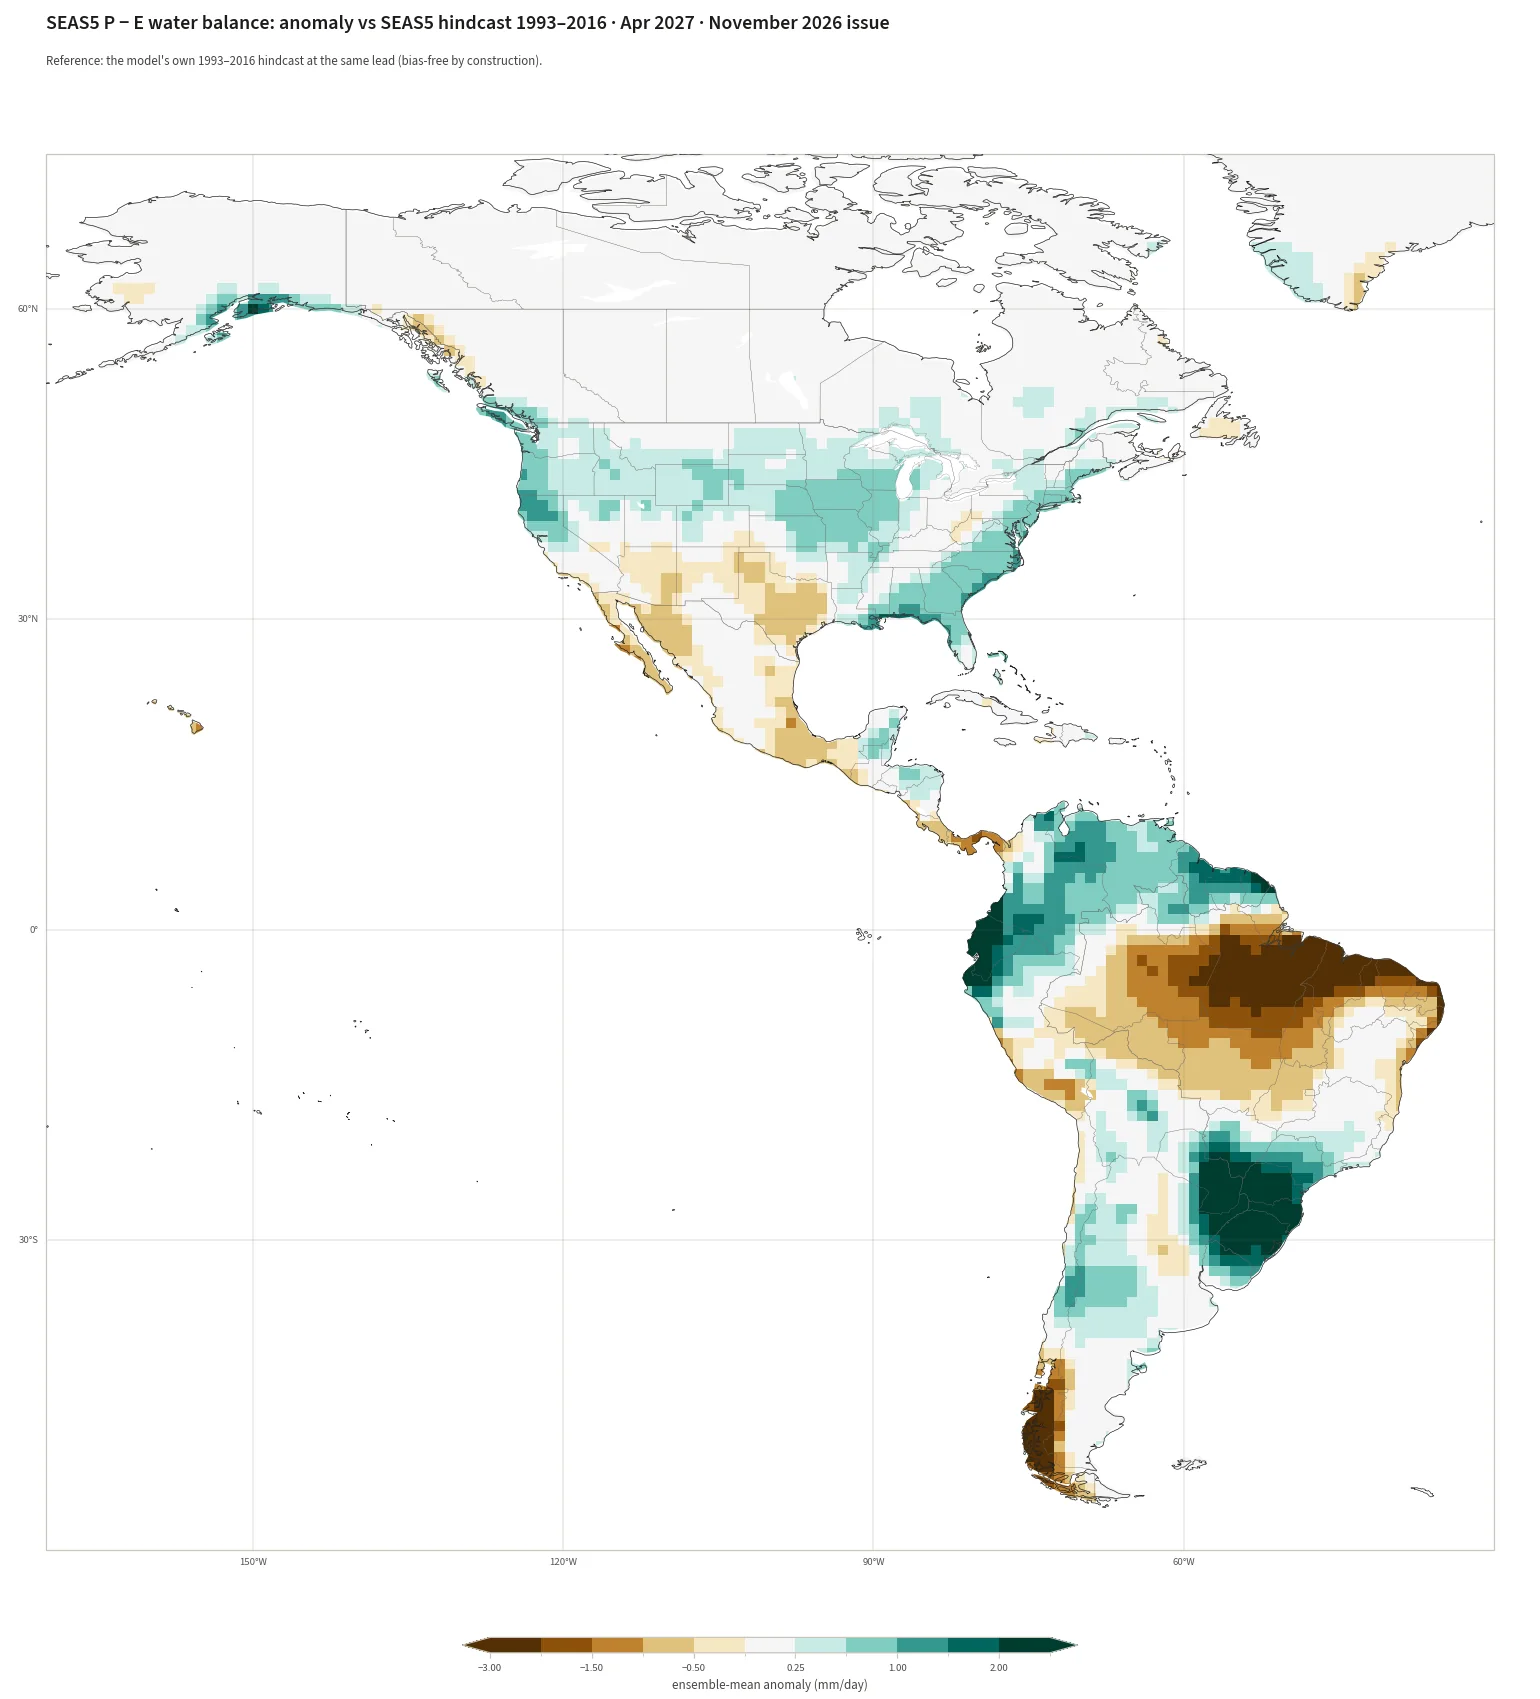 SEAS5 P − E water balance: anomaly vs SEAS5 hindcast 1993–2016 · Apr 2027 · November 2026 issue
Reference: the model's own 1993–2016 hindcast at the same lead (bias-free by construction).
60°N
30°N
0°
30°S
150°W 120°W 90°W 60°W
−3.00 −1.50 −0.50 0.25 1.00 2.00
ensemble-mean anomaly (mm/day)